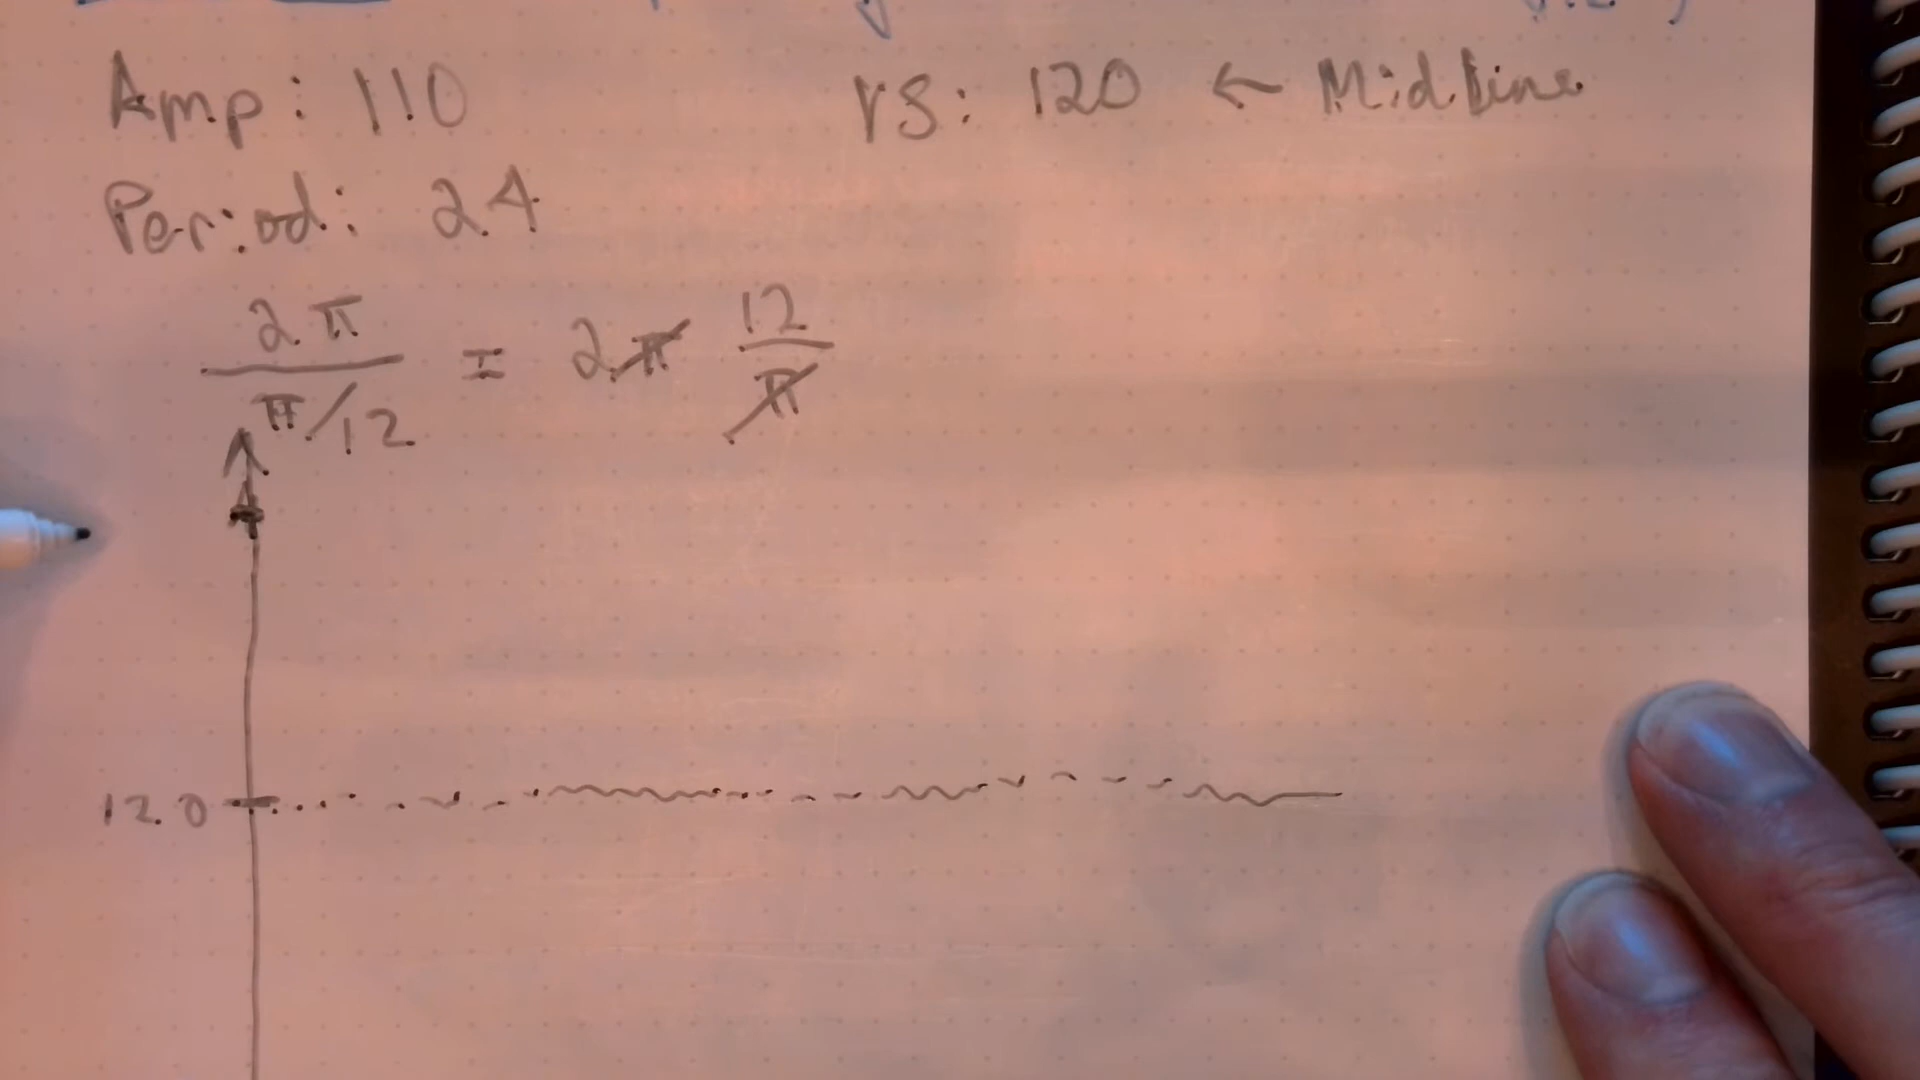 Amp: 110 VS: 120 ← Midline
Period: 24
2π / π/12 = 2π 12/π
120